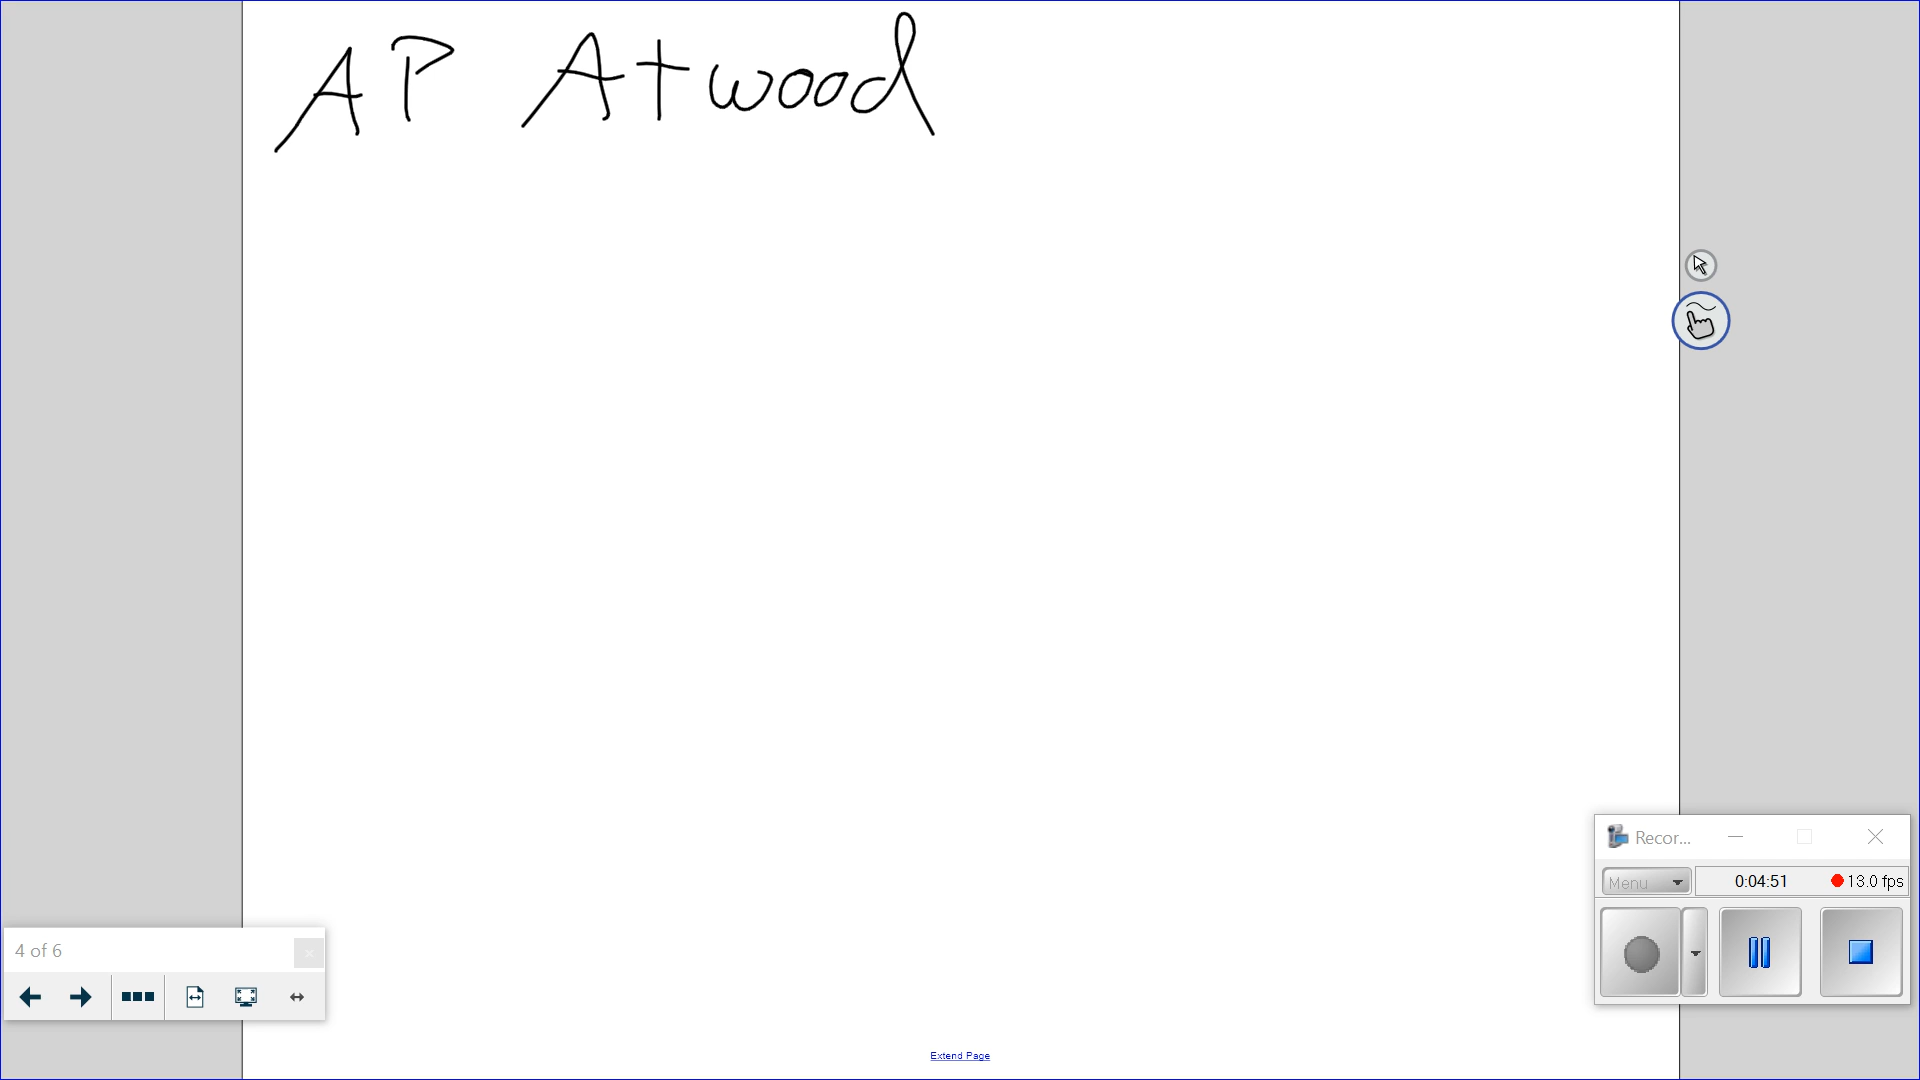 AP Atwood
Recor...
Menu
0:04:51
13.0 fps
4 of 6
Extend Page